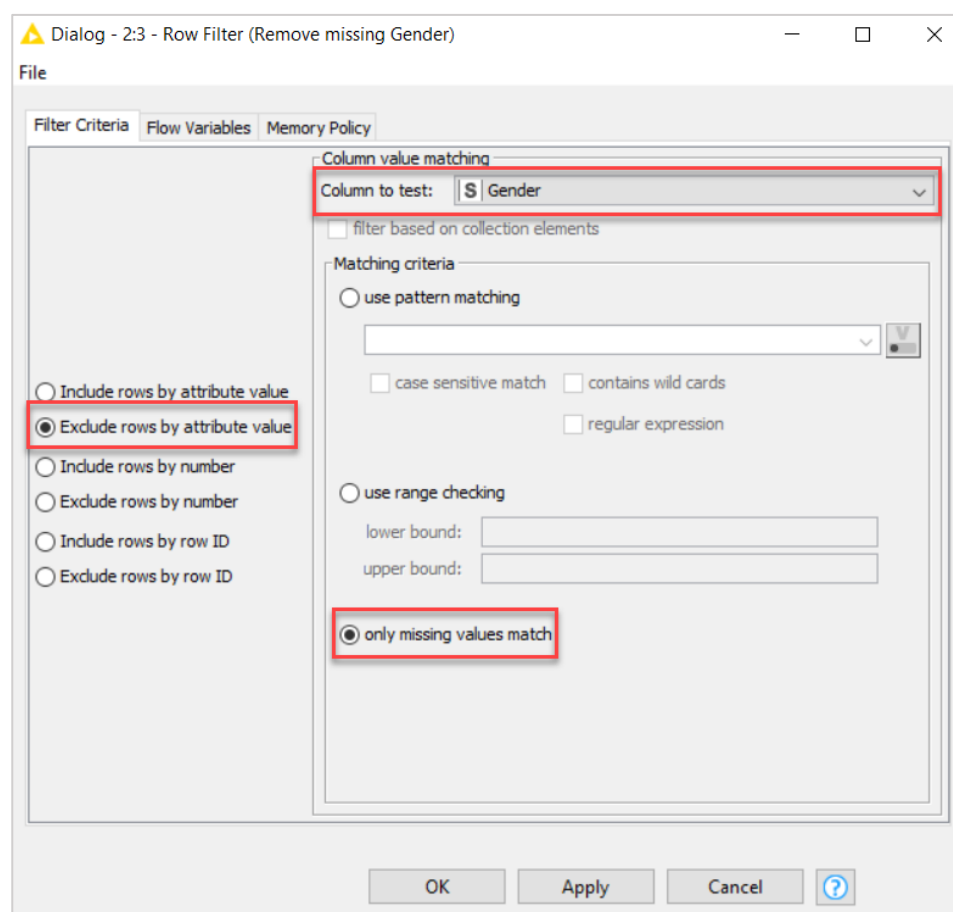 Dialog - 2:3 - Row Filter (Remove missing Gender)
File
Filter Criteria Flow Variables Memory Policy
Column value matching
Column to test: S Gender
filter based on collection elements
Matching criteria
use pattern matching
V
case sensitive match contains wild cards
regular expression
Include rows by attribute value
Exclude rows by attribute value
Include rows by number
Exclude rows by number
Include rows by row ID
Exclude rows by row ID
use range checking
lower bound:
upper bound:
only missing values match
OK Apply Cancel ?